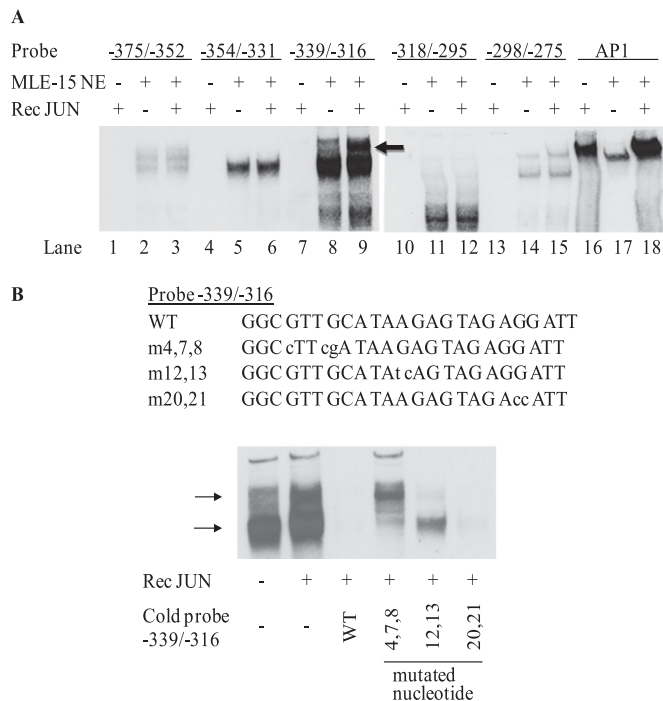 A
Probe -375/-352 -354/-331 -339/-316 -318/-295 -298/-275 AP1
MLE-15 NE - + + - + + - + + - + + - + + - + +
Rec JUN + - + + - + + - + + - + + - + + - +
Lane 1 2 3 4 5 6 7 8 9 10 11 12 13 14 15 16 17 18
B
Probe -339/-316
WT GGC GTT GCA TAA GAG TAG AGG ATT
m4,7,8 GGC cTT cgA TAA GAG TAG AGG ATT
m12,13 GGC GTT GCA TAt cAG TAG AGG ATT
m20,21 GGC GTT GCA TAA GAG TAG Acc ATT
Rec JUN - + + + + +
Cold probe
-339/-316 - - WT 4,7,8 12,13 20,21
mutated
nucleotide